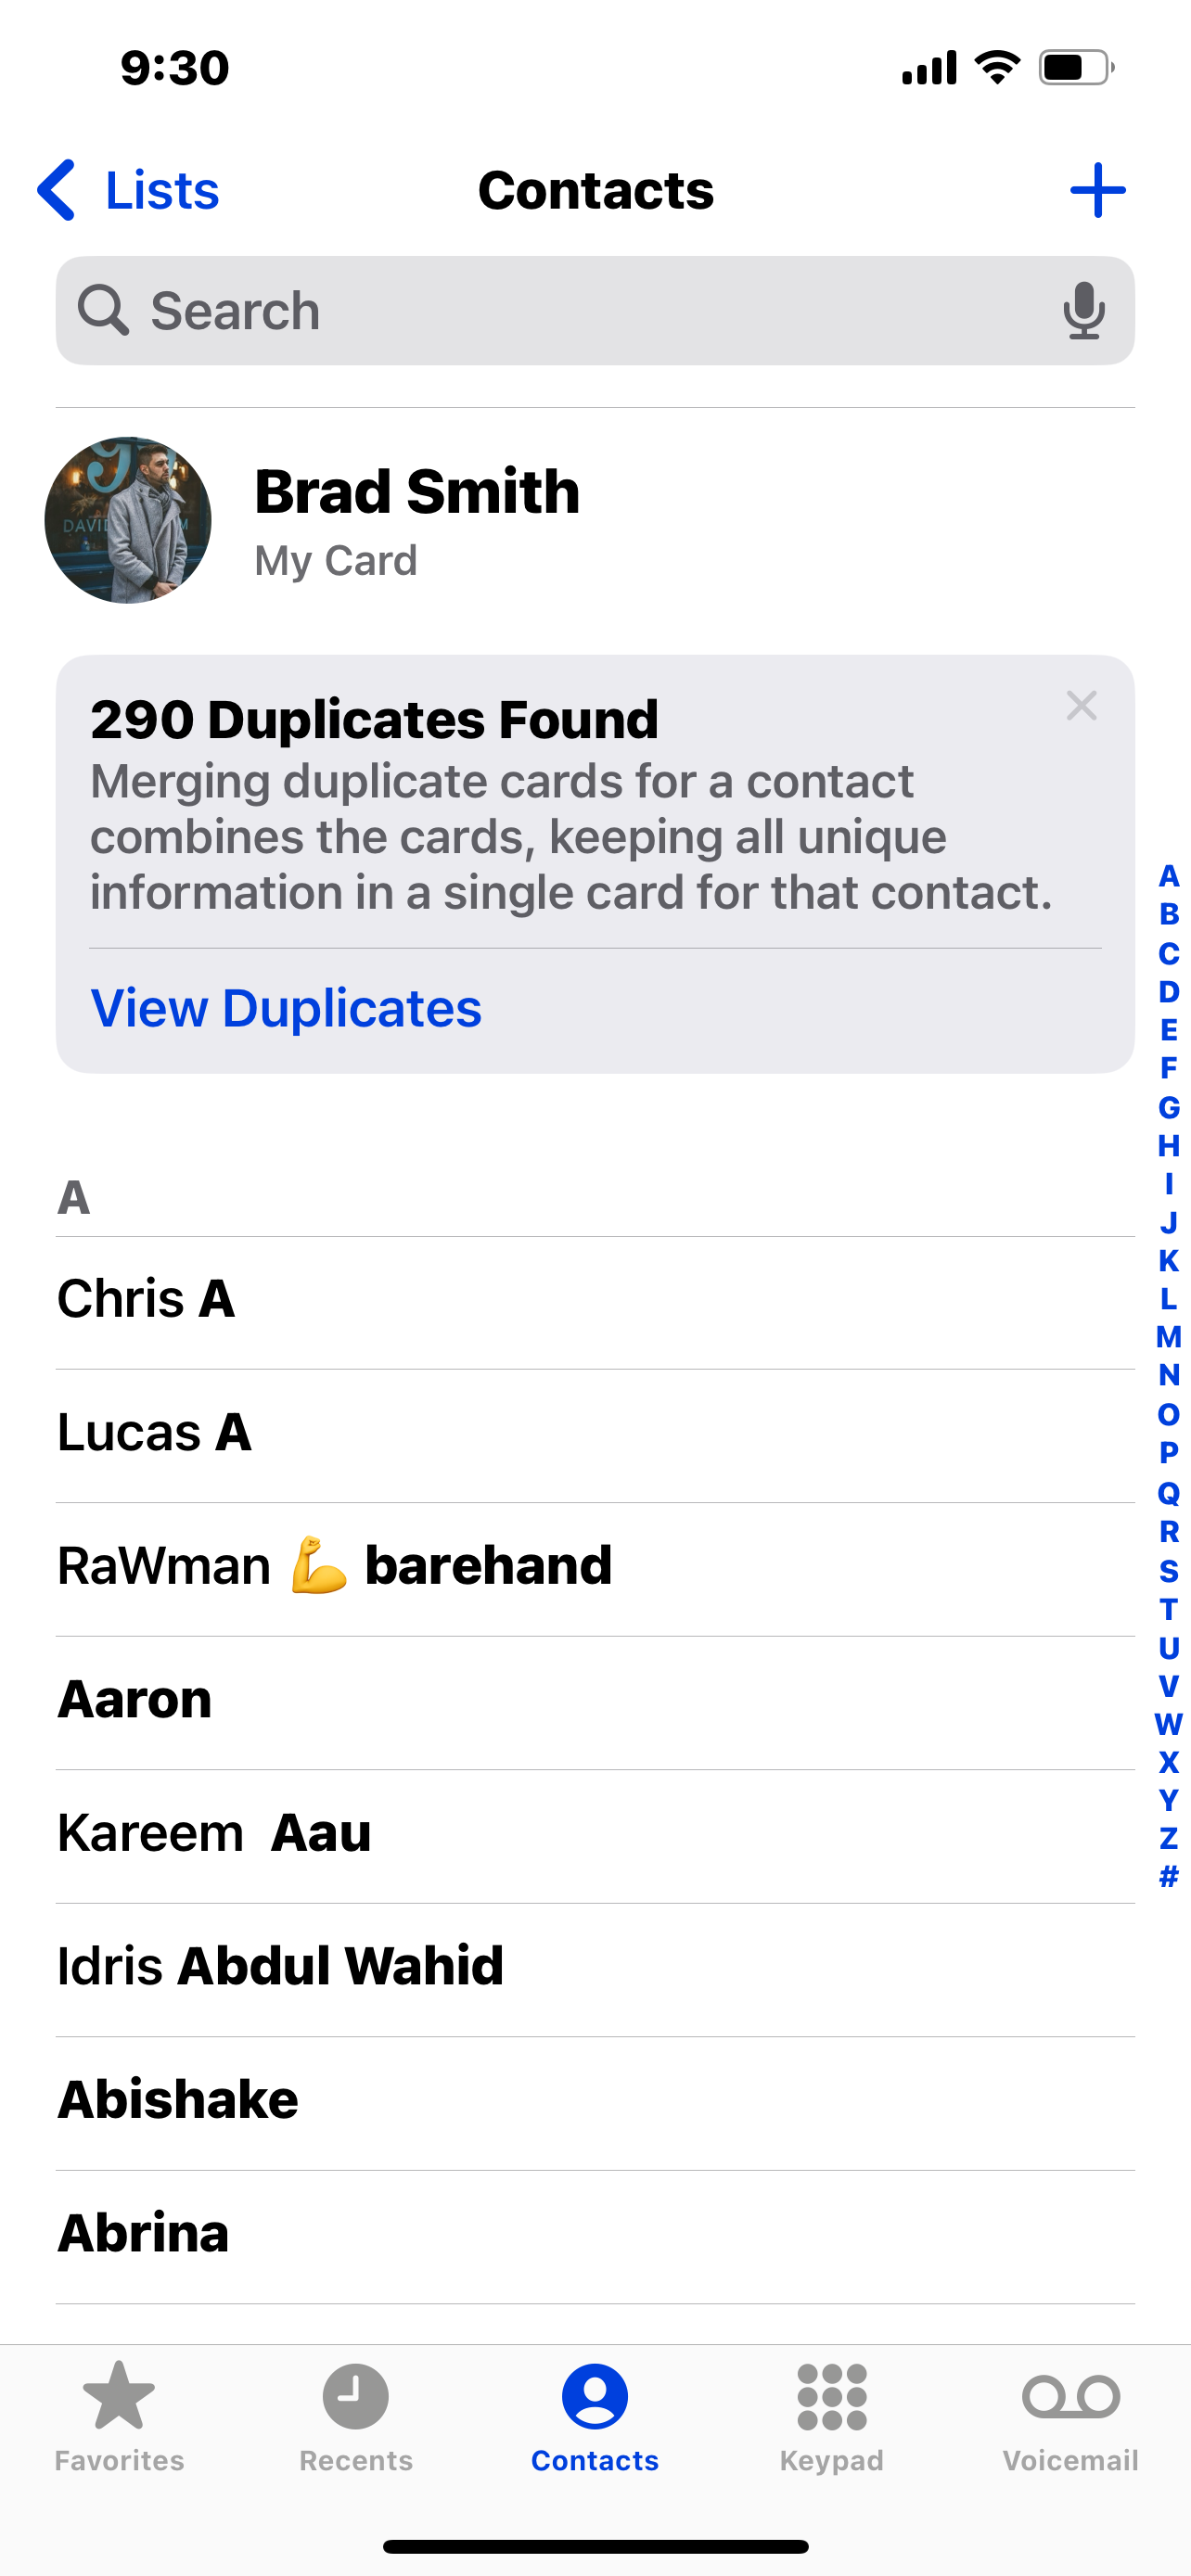 9:30
Lists
Contacts
Search
DAVID M
Brad Smith
My Card
290 Duplicates Found
Merging duplicate cards for a contact
combines the cards, keeping all unique
information in a single card for that contact.
View Duplicates
A
Chris A
Lucas A
RaWman 💪 barehand
Aaron
Kareem Aau
Idris Abdul Wahid
Abishake
Abrina
A
B
C
D
E
F
G
H
I
J
K
L
M
N
O
P
Q
R
S
T
U
V
W
X
Y
Z
#
Favorites
Recents
Contacts
Keypad
Voicemail